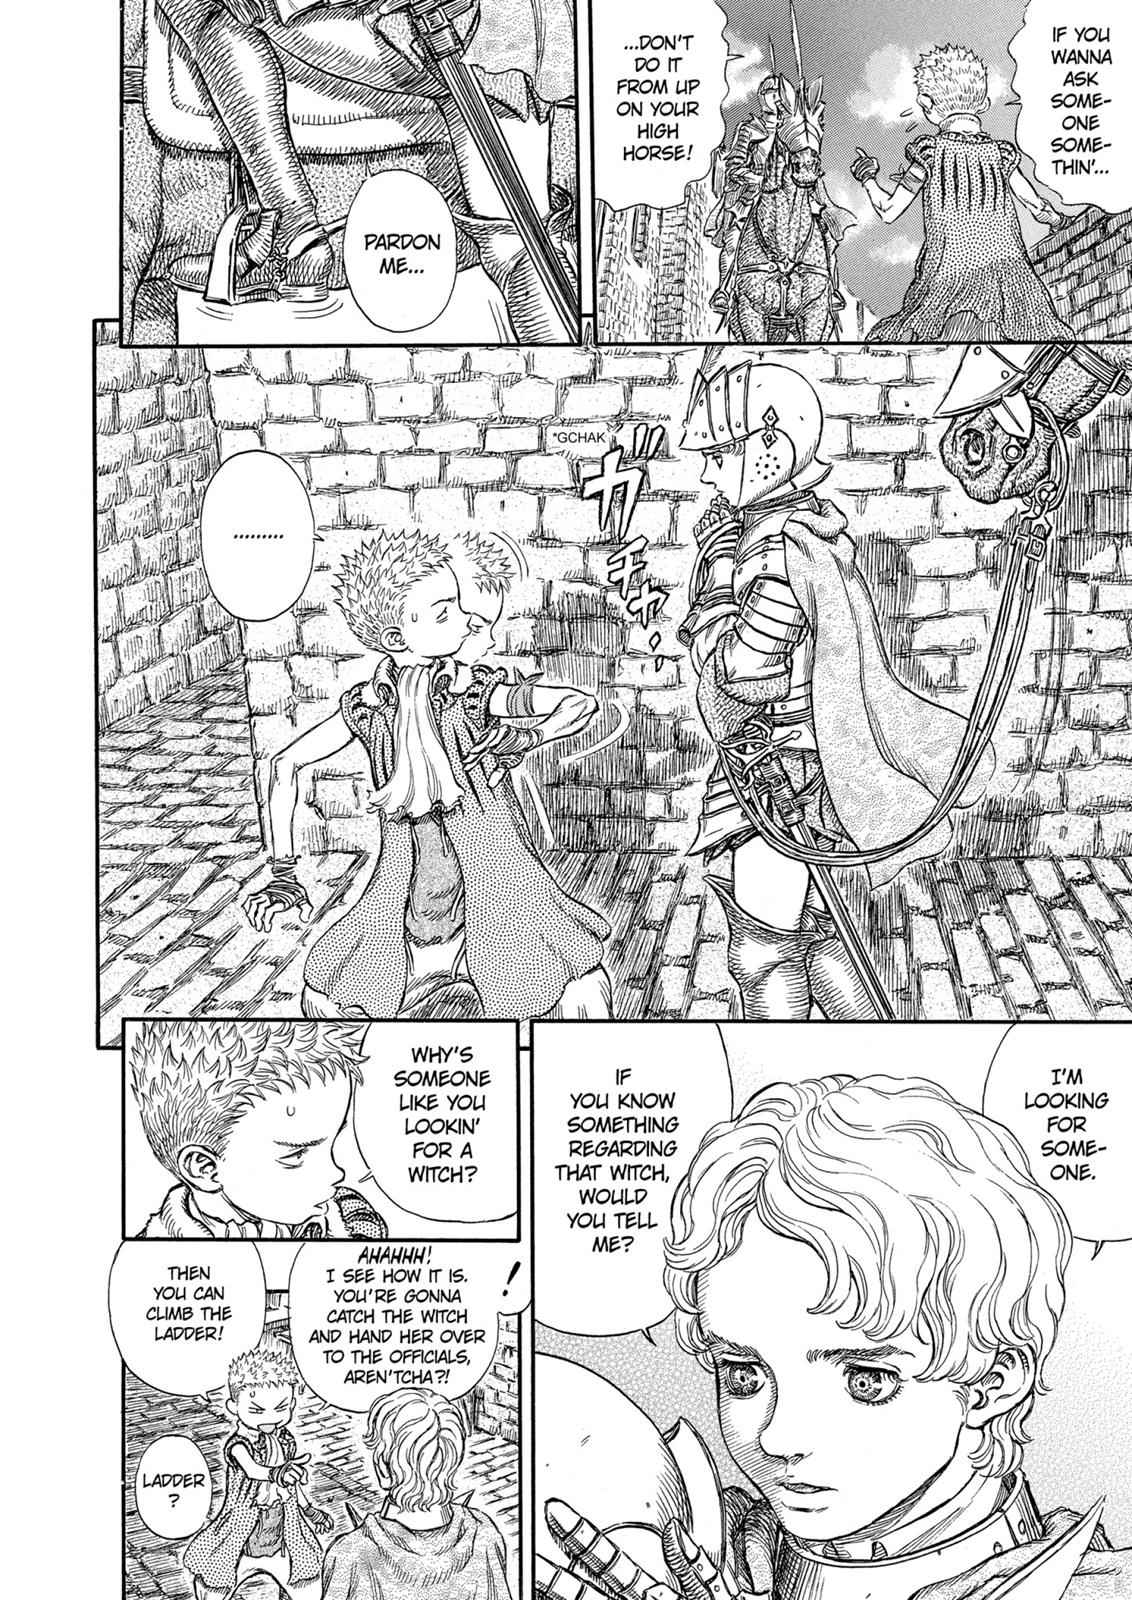 IF YOU
WANNA
ASK
SOME-
ONE
SOME-
THIN'...
...DON'T
DO IT
FROM UP
ON YOUR
HIGH
HORSE!
PARDON
ME...
*GCHAK
ガチャ
..........
I'M
LOOKING
FOR
SOME-
ONE.
IF
YOU KNOW
SOMETHING
REGARDING
THAT WITCH,
WOULD
YOU TELL
ME?
WHY'S
SOMEONE
LIKE YOU
LOOKIN'
FOR A
WITCH?
!
AHAHHH!
I SEE HOW IT IS.
YOU'RE GONNA
CATCH THE WITCH
AND HAND HER OVER
TO THE OFFICIALS,
AREN'TCHA?!
THEN
YOU CAN
CLIMB THE
LADDER!
LADDER
?